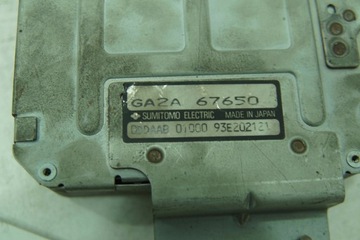 GA2A 67650
SUMITOMO ELECTRIC MADE IN JAPAN
01000 93E202121